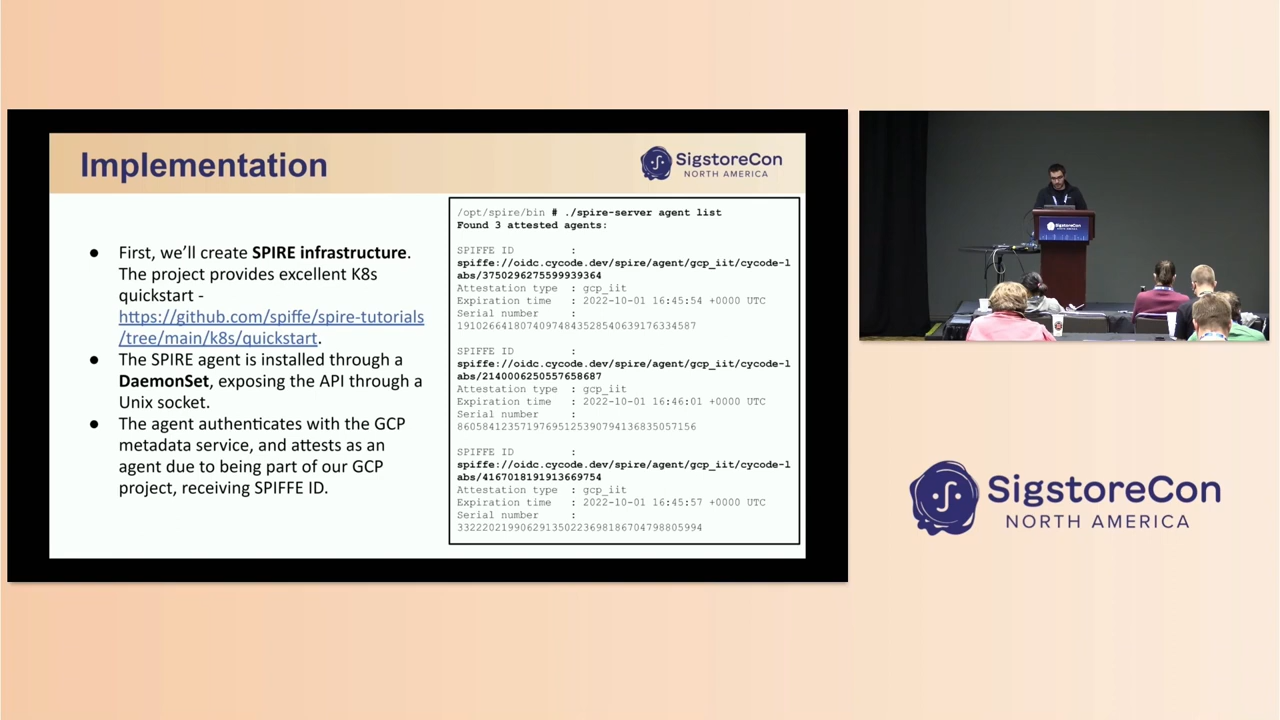 Implementation
SigstoreCon
NORTH AMERICA
● First, we'll create SPIRE infrastructure.
The project provides excellent K8s
quickstart -
https://github.com/spiffe/spire-tutorials
/tree/main/k8s/quickstart.
● The SPIRE agent is installed through a
DaemonSet, exposing the API through a
Unix socket.
● The agent authenticates with the GCP
metadata service, and attests as an
agent due to being part of our GCP
project, receiving SPIFFE ID.
/opt/spire/bin # ./spire-server agent list
Found 3 attested agents:
SPIFFE ID :
spiffe://oidc.cycode.dev/spire/agent/gcp_iit/cycode-l
abs/3750296275599939364
Attestation type : gcp_iit
Expiration time : 2022-10-01 16:45:54 +0000 UTC
Serial number :
191026641807409748435285406391763345​87
SPIFFE ID :
spiffe://oidc.cycode.dev/spire/agent/gcp_iit/cycode-l
abs/2140006250557658687
Attestation type : gcp_iit
Expiration time : 2022-10-01 16:46:01 +0000 UTC
Serial number :
86058412357197695125390794136835057156
SPIFFE ID :
spiffe://oidc.cycode.dev/spire/agent/gcp_iit/cycode-l
abs/4167018191913669754
Attestation type : gcp_iit
Expiration time : 2022-10-01 16:45:57 +0000 UTC
Serial number :
332220219906291350223698186704798805994
SigstoreCon
SigstoreCon
NORTH AMERICA